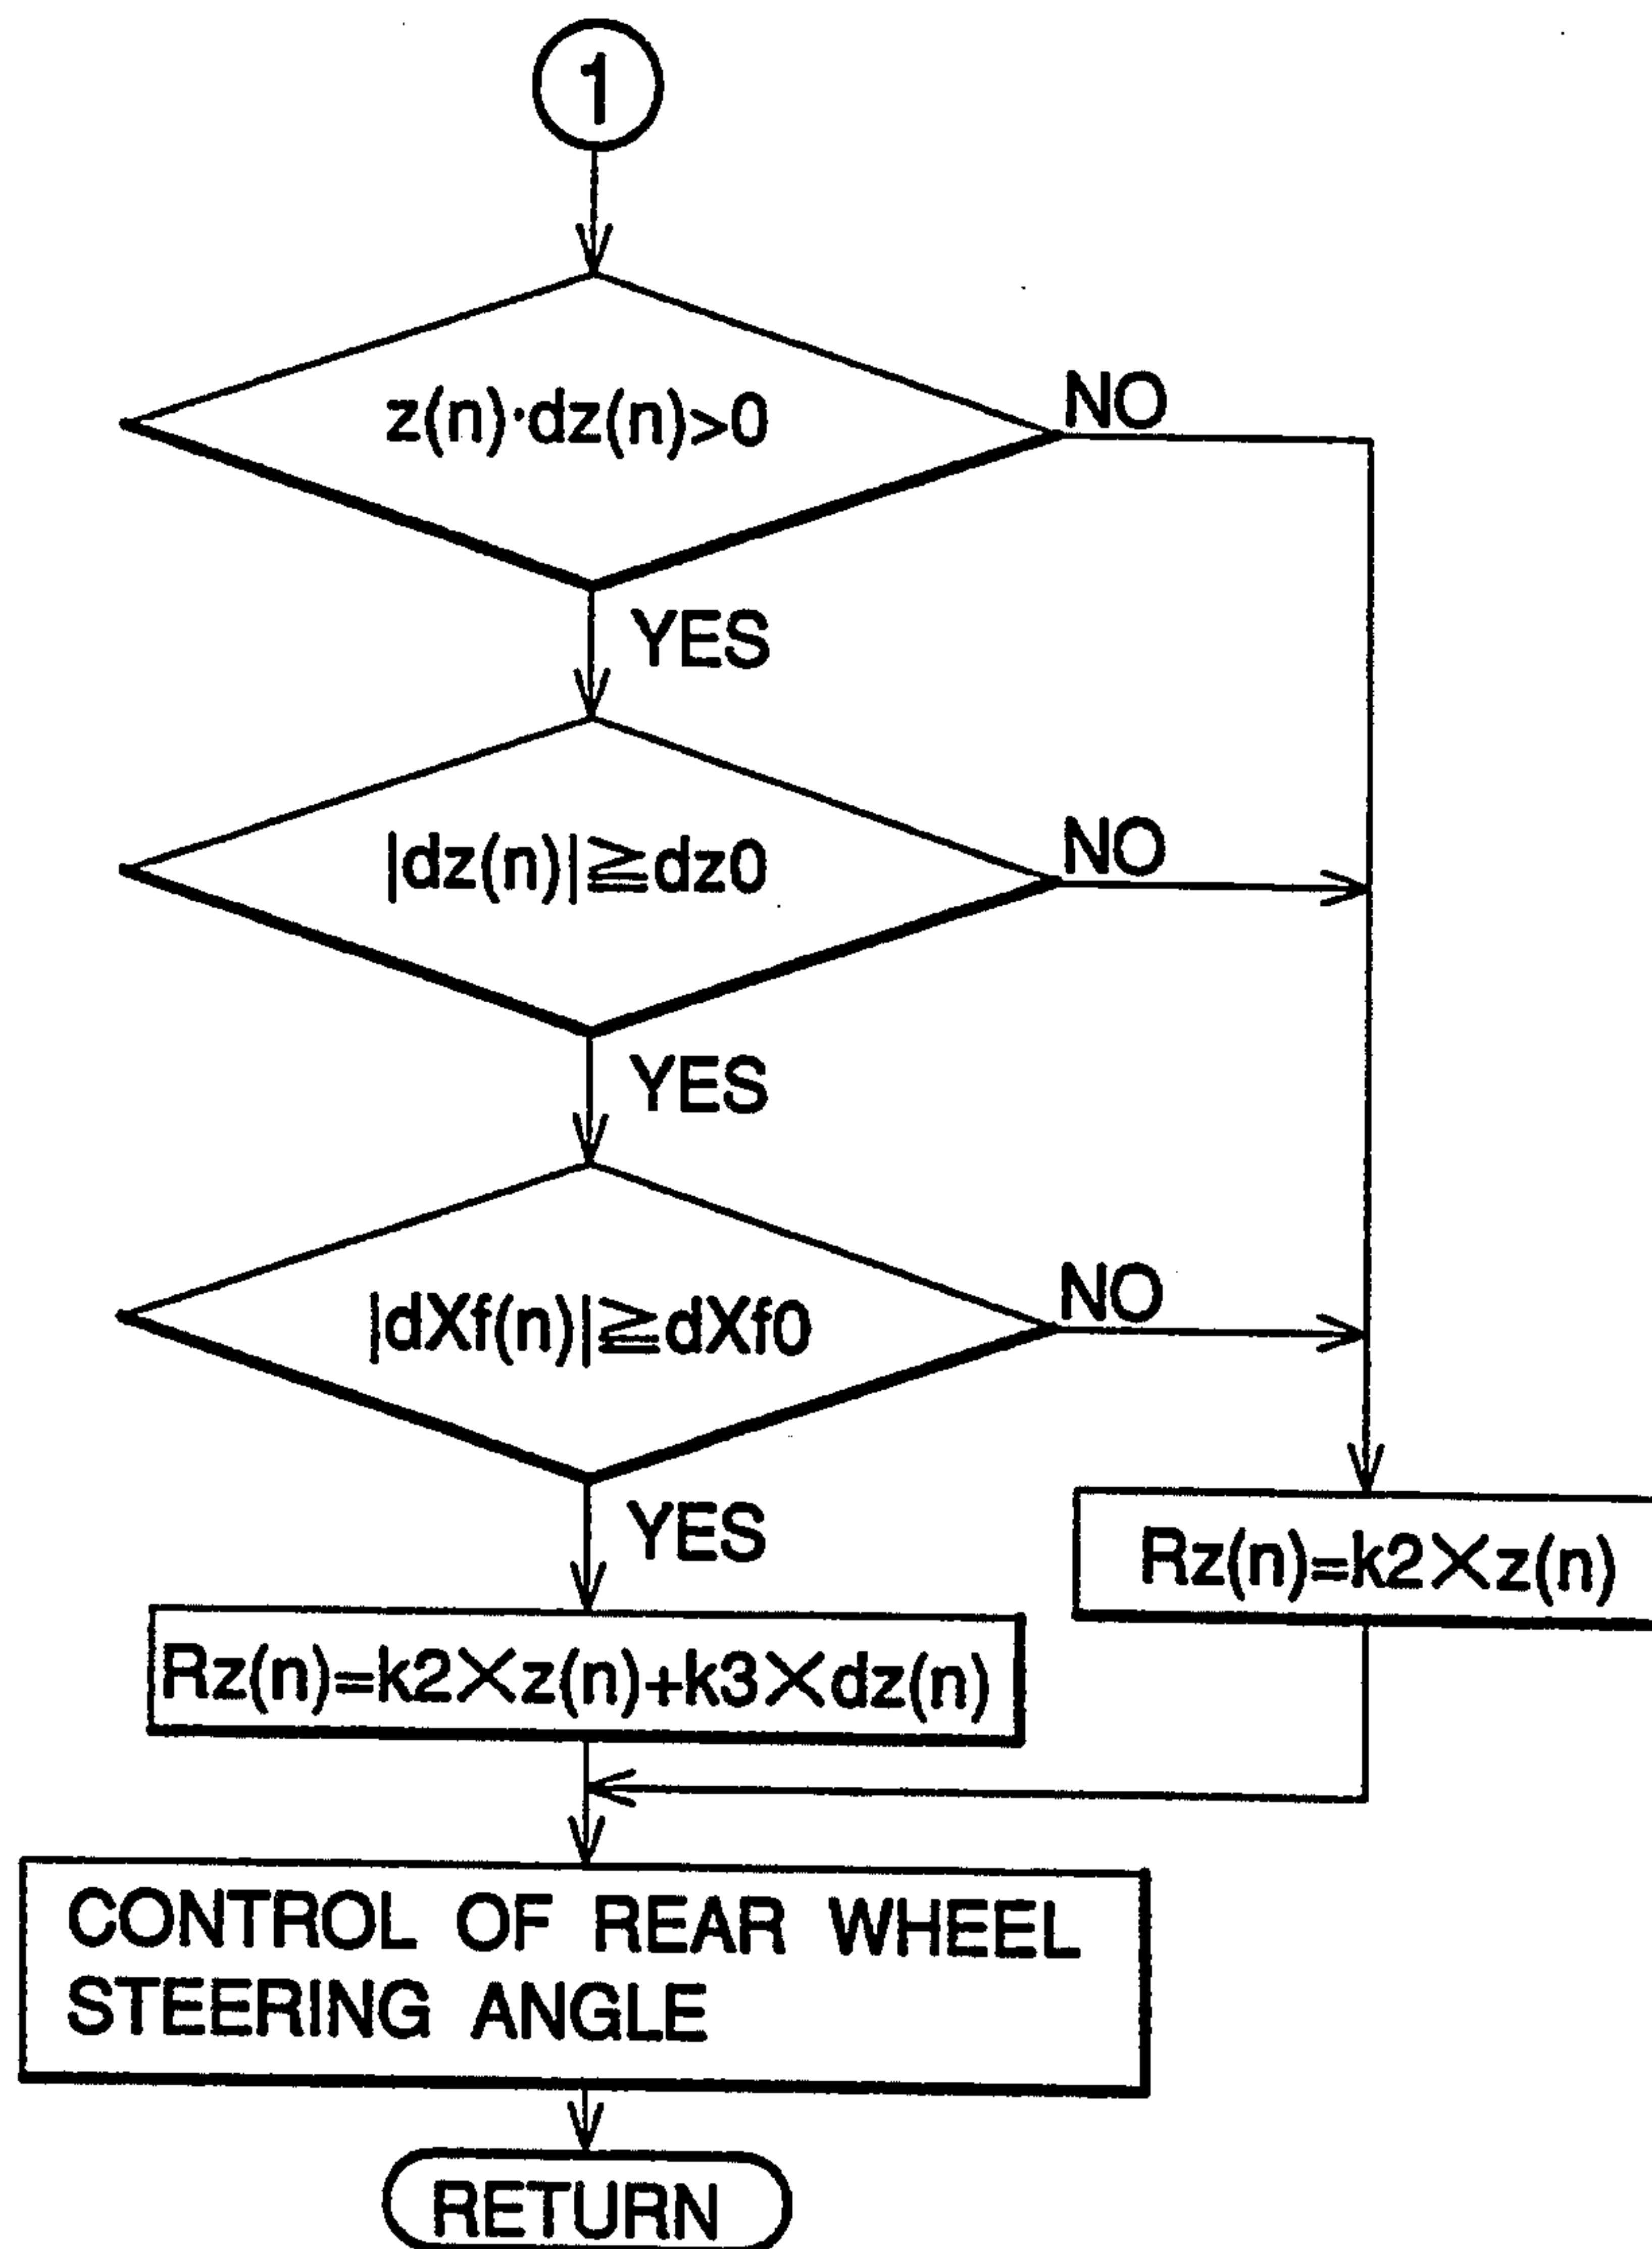 1
z(n)·dz(n)>0
NO
YES
|dz(n)|≧dz0
NO
YES
|dXf(n)|≧dXf0
NO
YES
Rz(n)=k2×z(n)
Rz(n)=k2×z(n)+k3×dz(n)
CONTROL OF REAR WHEEL
STEERING ANGLE
RETURN